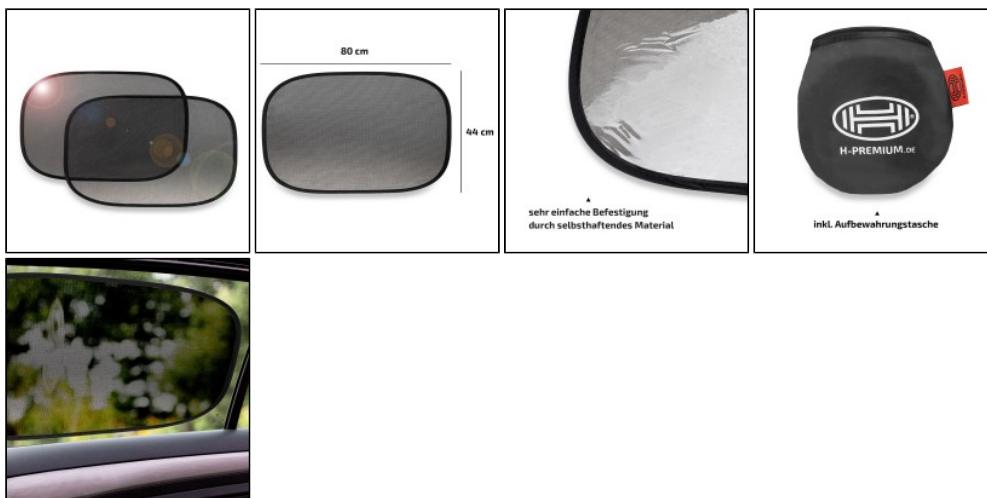 80 cm
44 cm
sehr einfache Befestigung
durch selbsthaftendes Material
H-PREMIUM.DE
inkl. Aufbewahrungstasche